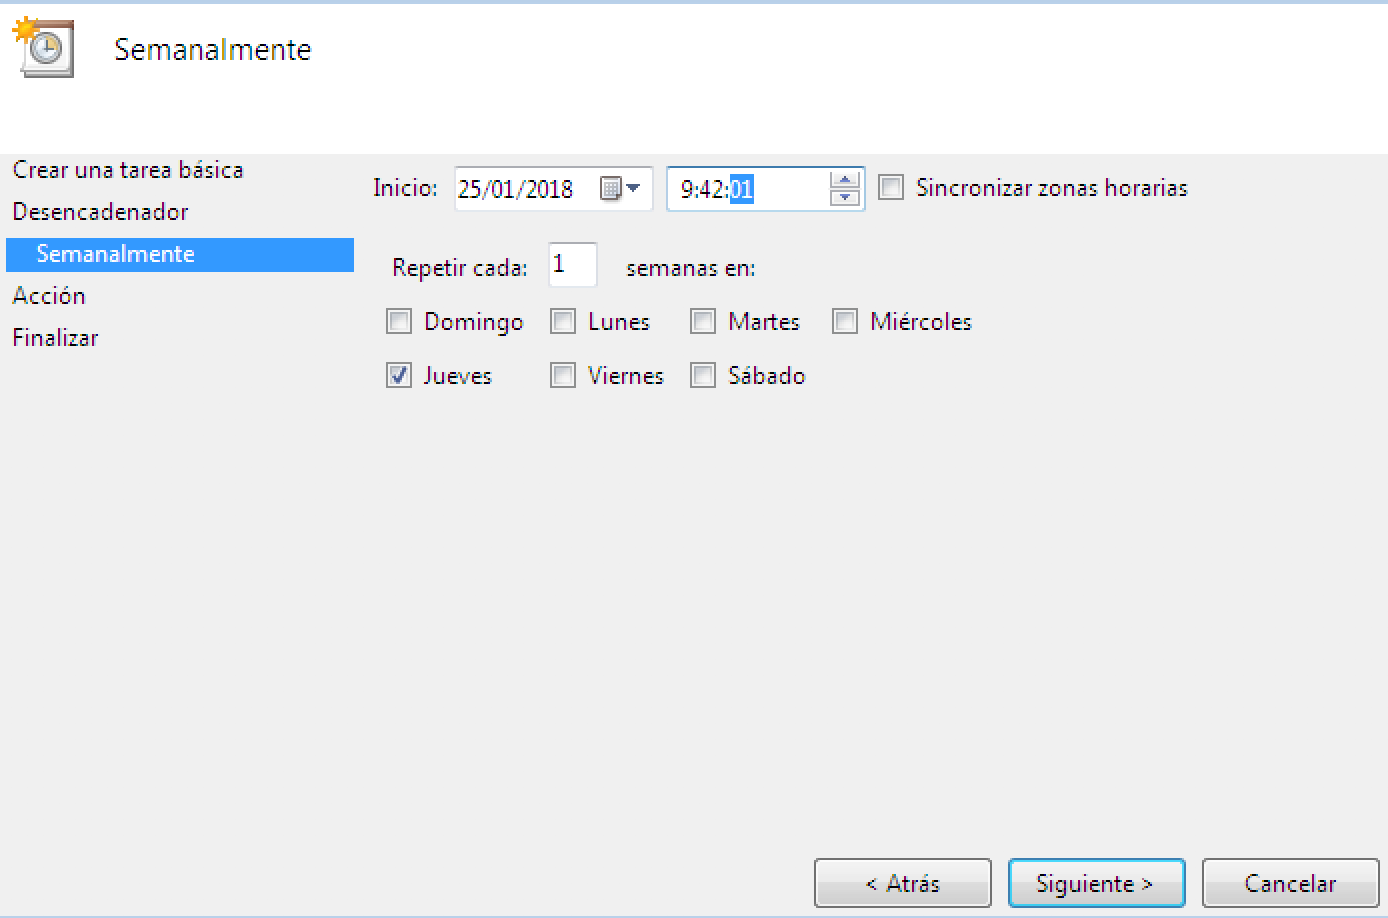 Semanalmente
Crear una tarea básica
Desencadenador
Semanalmente
Acción
Finalizar
Inicio: 25/01/2018 9:42:01 Sincronizar zonas horarias
Repetir cada: 1 semanas en:
Domingo Lunes Martes Miércoles
Jueves Viernes Sábado
< Atrás Siguiente > Cancelar